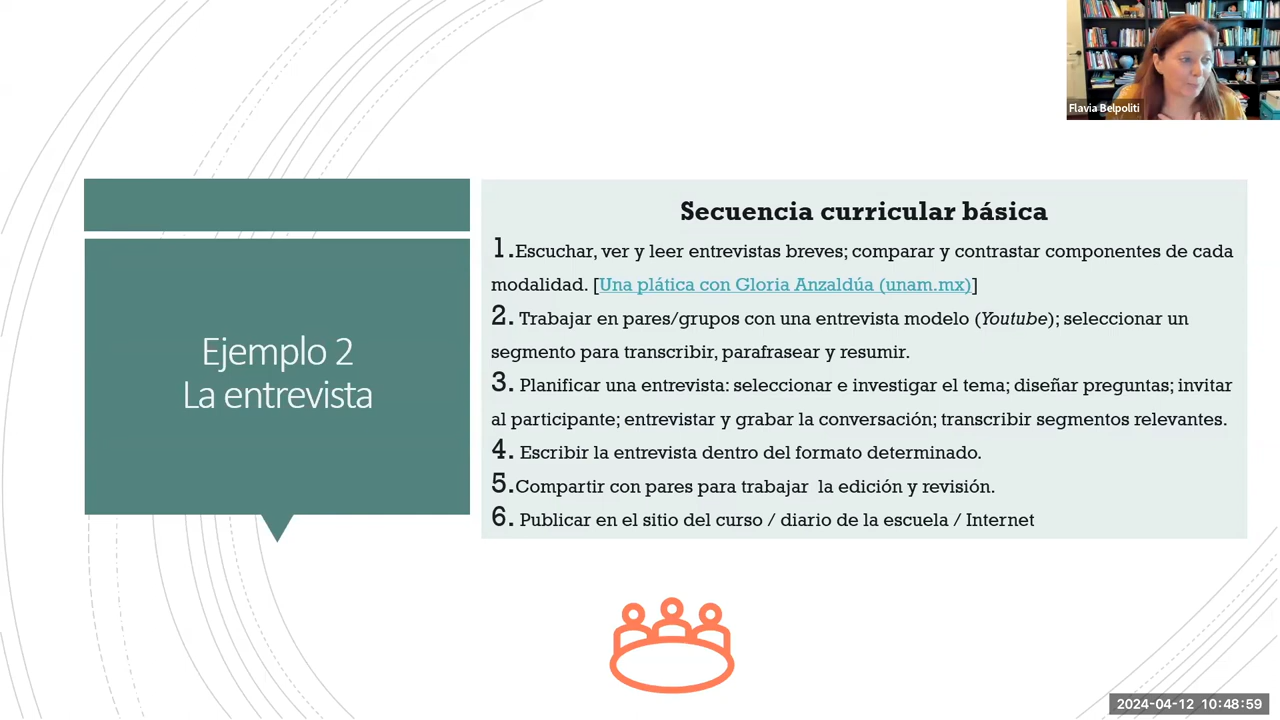 Flavia Belpoliti
Ejemplo 2
La entrevista
Secuencia curricular básica
1.Escuchar, ver y leer entrevistas breves; comparar y contrastar componentes de cada
modalidad. [Una plática con Gloria Anzaldúa (unam.mx)]
2. Trabajar en pares/grupos con una entrevista modelo (Youtube); seleccionar un
segmento para transcribir, parafrasear y resumir.
3. Planificar una entrevista: seleccionar e investigar el tema; diseñar preguntas; invitar
al participante; entrevistar y grabar la conversación; transcribir segmentos relevantes.
4. Escribir la entrevista dentro del formato determinado.
5.Compartir con pares para trabajar  la edición y revisión.
6. Publicar en el sitio del curso / diario de la escuela / Internet
2024-04-12 10:48:59